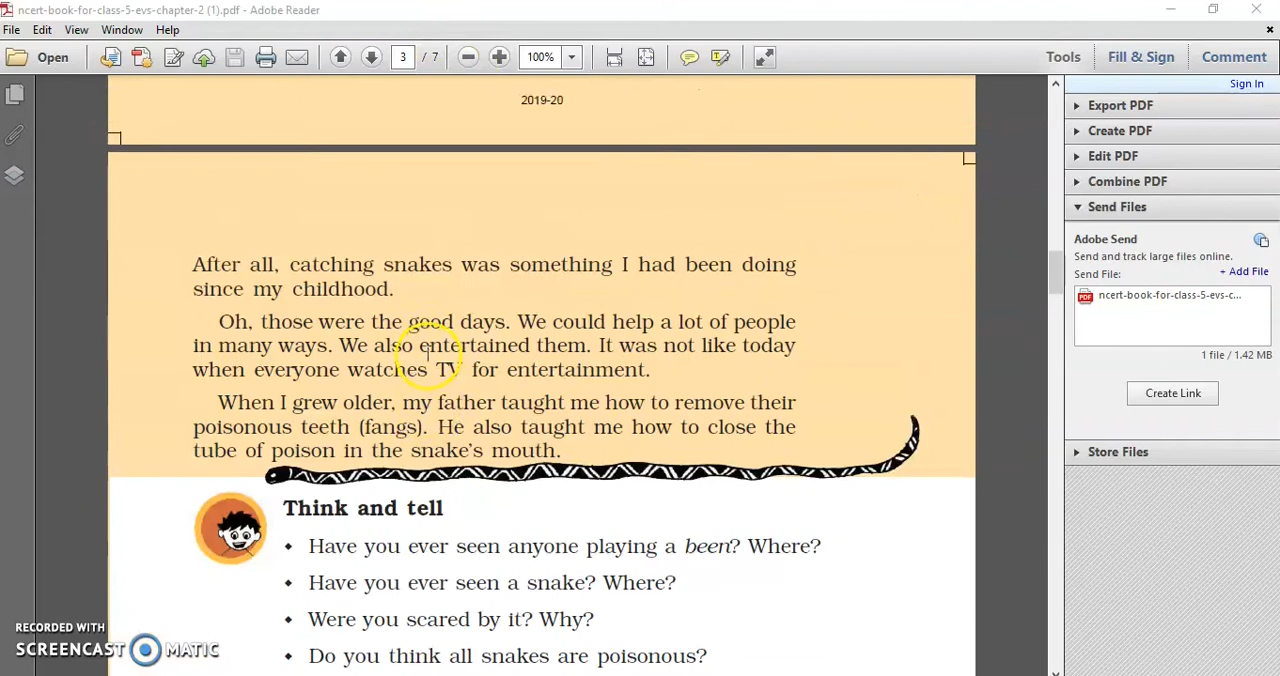 ncert-book-for-class-5-evs-chapter-2 (1).pdf - Adobe Reader
File Edit View Window Help
Open 3 / 7 100% Tools Fill & Sign Comment
Sign In
Export PDF
Create PDF
Edit PDF
Combine PDF
Send Files
Adobe Send
Send and track large files online.
Send File:
+ Add File
PDF ncert-book-for-class-5-evs-c...
1 file / 1.42 MB
Create Link
Store Files
2019-20
After all, catching snakes was something I had been doing
since my childhood.
Oh, those were the good days. We could help a lot of people
in many ways. We also entertained them. It was not like today
when everyone watches TV for entertainment.
When I grew older, my father taught me how to remove their
poisonous teeth (fangs). He also taught me how to close the
tube of poison in the snake's mouth.
Think and tell
• Have you ever seen anyone playing a been? Where?
• Have you ever seen a snake? Where?
• Were you scared by it? Why?
• Do you think all snakes are poisonous?
RECORDED WITH
SCREENCAST MATIC